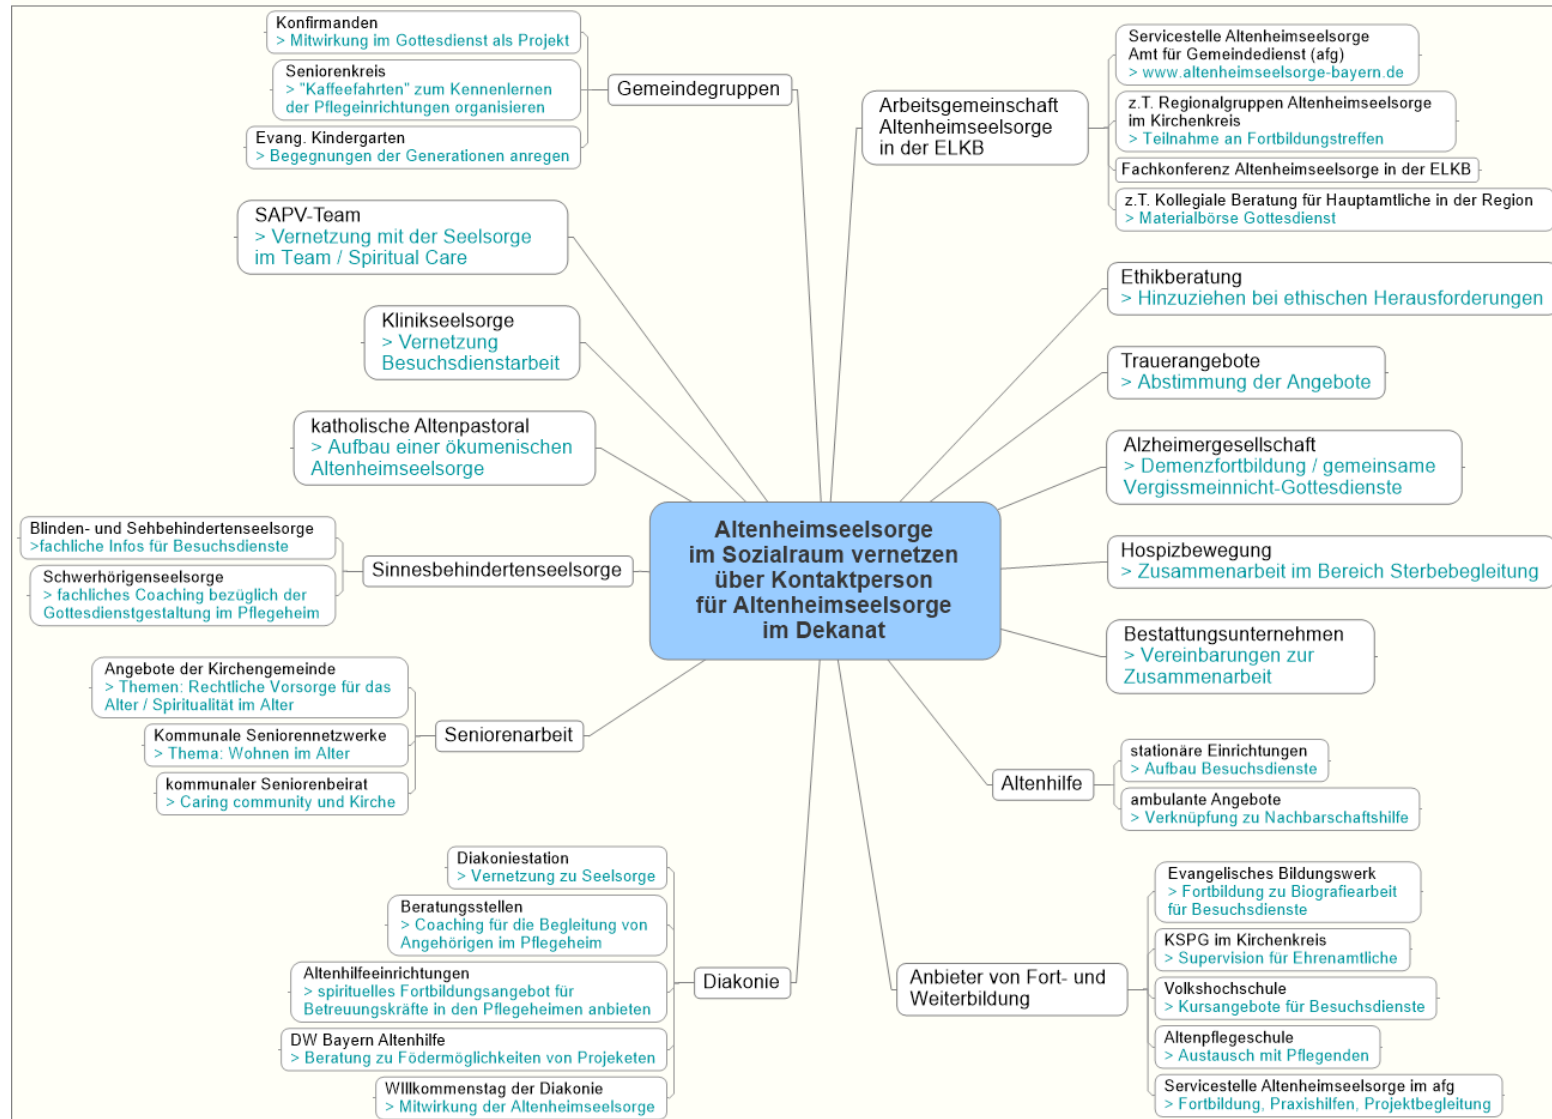 Konfirmanden
> Mitwirkung im Gottesdienst als Projekt
Seniorenkreis
> "Kaffeefahrten" zum Kennenlernen
der Pflegeinrichtungen organisieren
Evang. Kindergarten
> Begegnungen der Generationen anregen
Gemeindegruppen
SAPV-Team
> Vernetzung mit der Seelsorge
im Team / Spiritual Care
Klinikseelsorge
> Vernetzung
Besuchsdienstarbeit
katholische Altenpastoral
> Aufbau einer ökumenischen
Altenheimseelsorge
Blinden- und Sehbehindertenseelsorge
>fachliche Infos für Besuchsdienste
Schwerhörigenseelsorge
> fachliches Coaching bezüglich der
Gottesdienstgestaltung im Pflegeheim
Sinnesbehindertenseelsorge
Angebote der Kirchengemeinde
> Themen: Rechtliche Vorsorge für das
Alter / Spiritualität im Alter
Kommunale Seniorennetzwerke
> Thema: Wohnen im Alter
kommunaler Seniorenbeirat
> Caring community und Kirche
Seniorenarbeit
Diakoniestation
> Vernetzung zu Seelsorge
Beratungsstellen
> Coaching für die Begleitung von
Angehörigen im Pflegeheim
Altenhilfeeinrichtungen
> spirituelles Fortbildungsangebot für
Betreuungskräfte in den Pflegeheimen anbieten
DW Bayern Altenhilfe
> Beratung zu Födermöglichkeiten von Projeketen
WIllkommenstag der Diakonie
> Mitwirkung der Altenheimseelsorge
Diakonie
Altenheimseelsorge
im Sozialraum vernetzen
über Kontaktperson
für Altenheimseelsorge
im Dekanat
Arbeitsgemeinschaft
Altenheimseelsorge
in der ELKB
Servicestelle Altenheimseelsorge
Amt für Gemeindedienst (afg)
> www.altenheimseelsorge-bayern.de
z.T. Regionalgruppen Altenheimseelsorge
im Kirchenkreis
> Teilnahme an Fortbildungstreffen
Fachkonferenz Altenheimseelsorge in der ELKB
z.T. Kollegiale Beratung für Hauptamtliche in der Region
> Materialbörse Gottesdienst
Ethikberatung
> Hinzuziehen bei ethischen Herausforderungen
Trauerangebote
> Abstimmung der Angebote
Alzheimergesellschaft
> Demenzfortbildung / gemeinsame
Vergissmeinnicht-Gottesdienste
Hospizbewegung
> Zusammenarbeit im Bereich Sterbebegleitung
Bestattungsunternehmen
> Vereinbarungen zur
Zusammenarbeit
Altenhilfe
stationäre Einrichtungen
> Aufbau Besuchsdienste
ambulante Angebote
> Verknüpfung zu Nachbarschaftshilfe
Anbieter von Fort- und
Weiterbildung
Evangelisches Bildungswerk
> Fortbildung zu Biografiearbeit
für Besuchsdienste
KSPG im Kirchenkreis
> Supervision für Ehrenamtliche
Volkshochschule
> Kursangebote für Besuchsdienste
Altenpflegeschule
> Austausch mit Pflegenden
Servicestelle Altenheimseelsorge im afg
> Fortbildung, Praxishilfen, Projektbegleitung